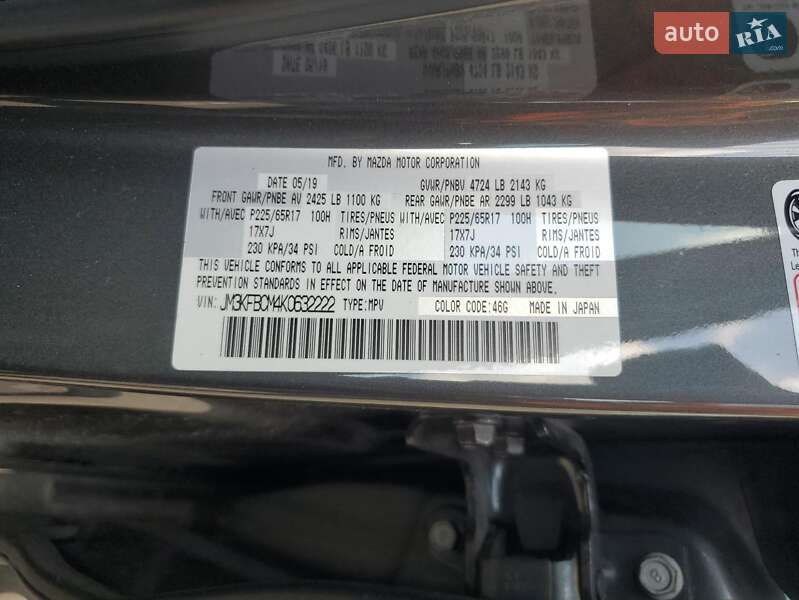 auto RIA
MFD. BY MAZDA MOTOR CORPORATION
DATE 05/19 GVWR/PNBV 4724 LB 2143 KG
FRONT GAWR/PNBE AV 2425 LB 1100 KG REAR GAWR/PNBE AR 2299 LB 1043 KG
WITH/AVEC P225/65R17 100H TIRES/PNEUS WITH/AVEC P225/65R17 100H TIRES/PNEUS
17X7J RIMS/JANTES 17X7J RIMS/JANTES
230 KPA/34 PSI COLD/A FROID 230 KPA/34 PSI COLD/A FROID
THIS VEHICLE CONFORMS TO ALL APPLICABLE FEDERAL MOTOR VEHICLE SAFETY AND THEFT
PREVENTION STANDARDS IN EFFECT ON THE DATE OF MANUFACTURE SHOWN ABOVE.
VIN: JM3KFBCM4K0632222 TYPE:MPV COLOR CODE:46G MADE IN JAPAN
8